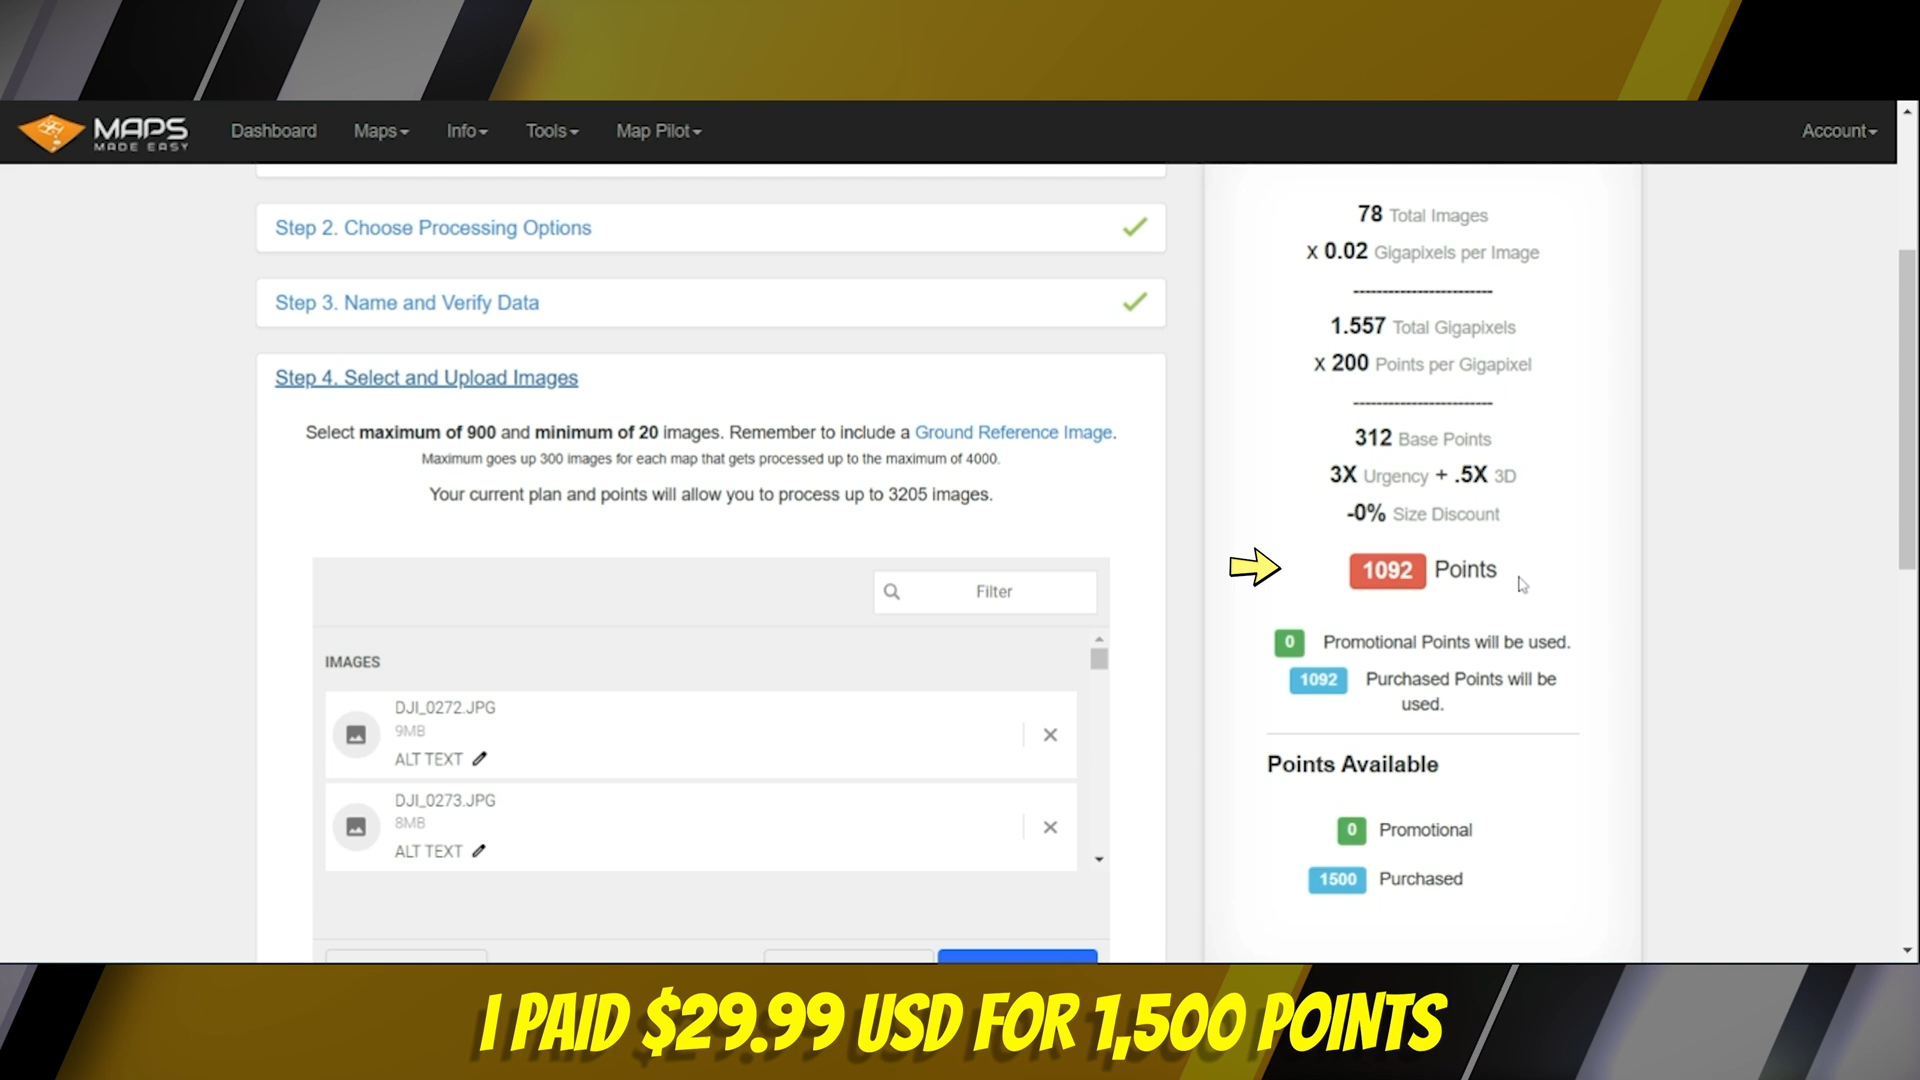 MAPS
MADE EASY
Dashboard
Maps
Info
Tools
Map Pilot
Account
Step 2. Choose Processing Options
Step 3. Name and Verify Data
Step 4. Select and Upload Images
Select maximum of 900 and minimum of 20 images. Remember to include a Ground Reference Image.
Maximum goes up 300 images for each map that gets processed up to the maximum of 4000.
Your current plan and points will allow you to process up to 3205 images.
Filter
IMAGES
DJI_0272.JPG
9MB
ALT TEXT
DJI_0273.JPG
8MB
ALT TEXT
78 Total Images
X 0.02 Gigapixels per Image
------------------------
1.557 Total Gigapixels
X 200 Points per Gigapixel
------------------------
312 Base Points
3X Urgency + .5X 3D
-0% Size Discount
1092 Points
0 Promotional Points will be used.
1092 Purchased Points will be
used.
Points Available
0 Promotional
1500 Purchased
I PAID $29.99 USD FOR 1,500 POINTS